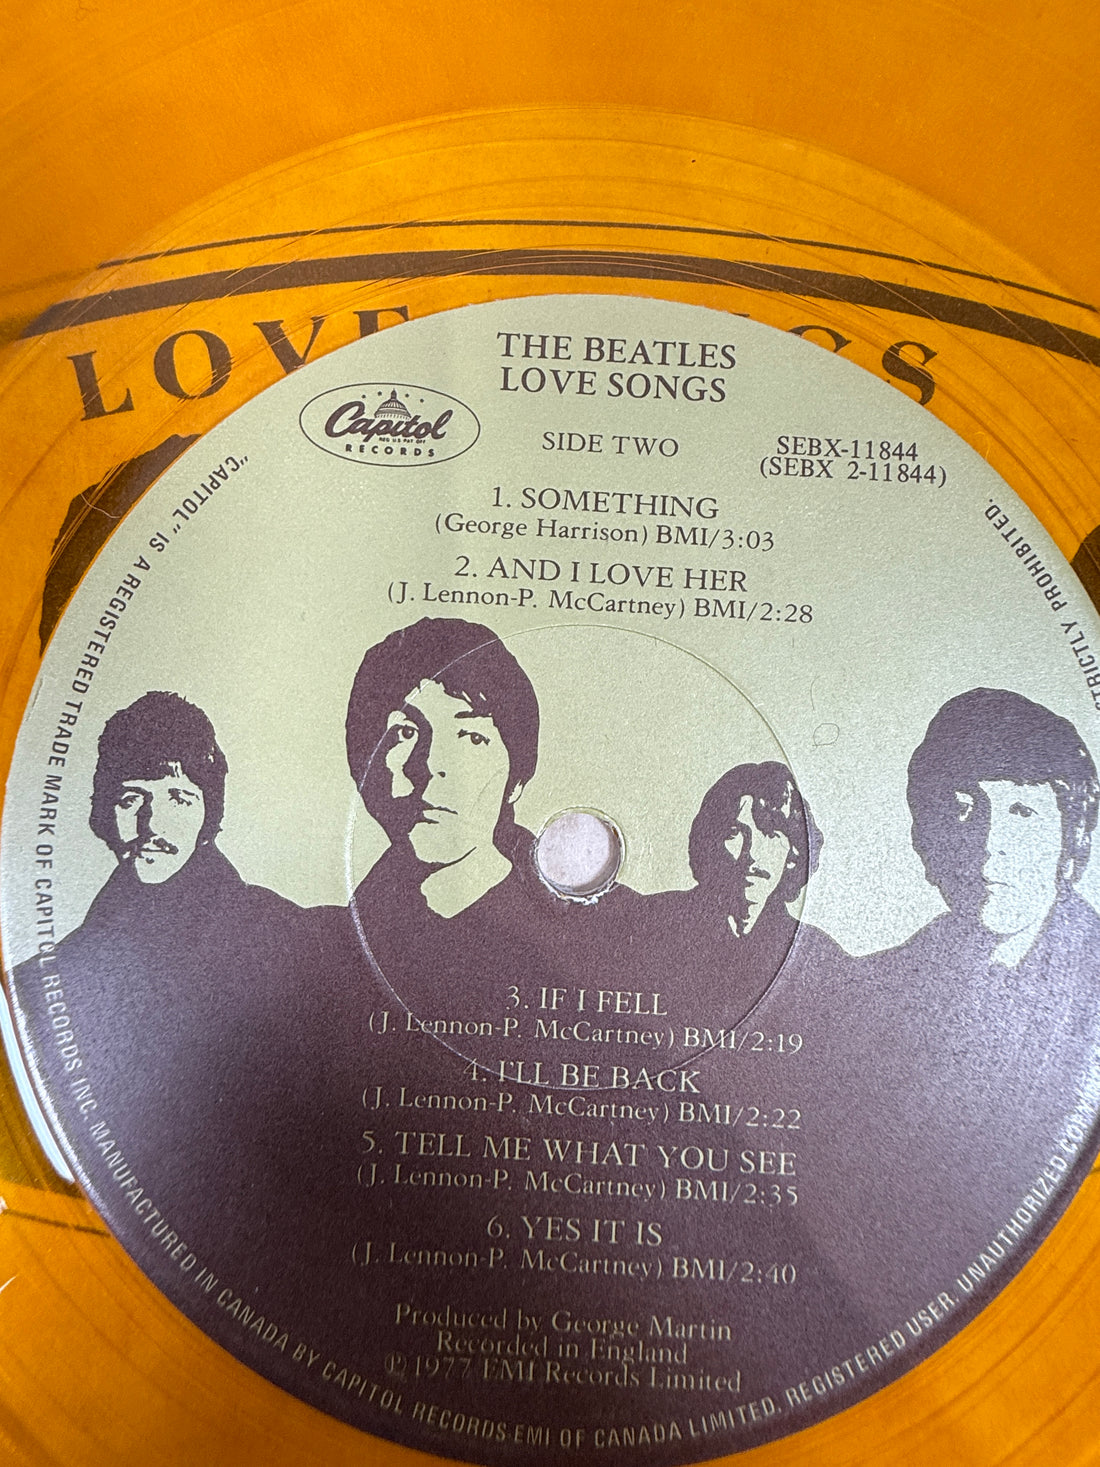 LOVE
GS
THE BEATLES
LOVE SONGS
Capitol
REG. U.S. PAT. OFF.
RECORDS
SIDE TWO
SEBX-11844
(SEBX 2-11844)
1. SOMETHING
(George Harrison) BMI/3:03
2. AND I LOVE HER
(J. Lennon-P. McCartney) BMI/2:28
3. IF I FELL
(J. Lennon-P. McCartney) BMI/2:19
4. I'LL BE BACK
(J. Lennon-P. McCartney) BMI/2:22
5. TELL ME WHAT YOU SEE
(J. Lennon-P. McCartney) BMI/2:35
6. YES IT IS
(J. Lennon-P. McCartney) BMI/2:40
Produced by George Martin
Recorded in England
℗ 1977 EMI Records Limited
"CAPITOL" IS A REGISTERED TRADE MARK OF CAPITOL RECORDS INC. MANUFACTURED IN CANADA BY CAPITOL RECORDS-EMI OF CANADA LIMITED. REGISTERED USER. UNAUTHORIZED STRICTLY PROHIBITED.